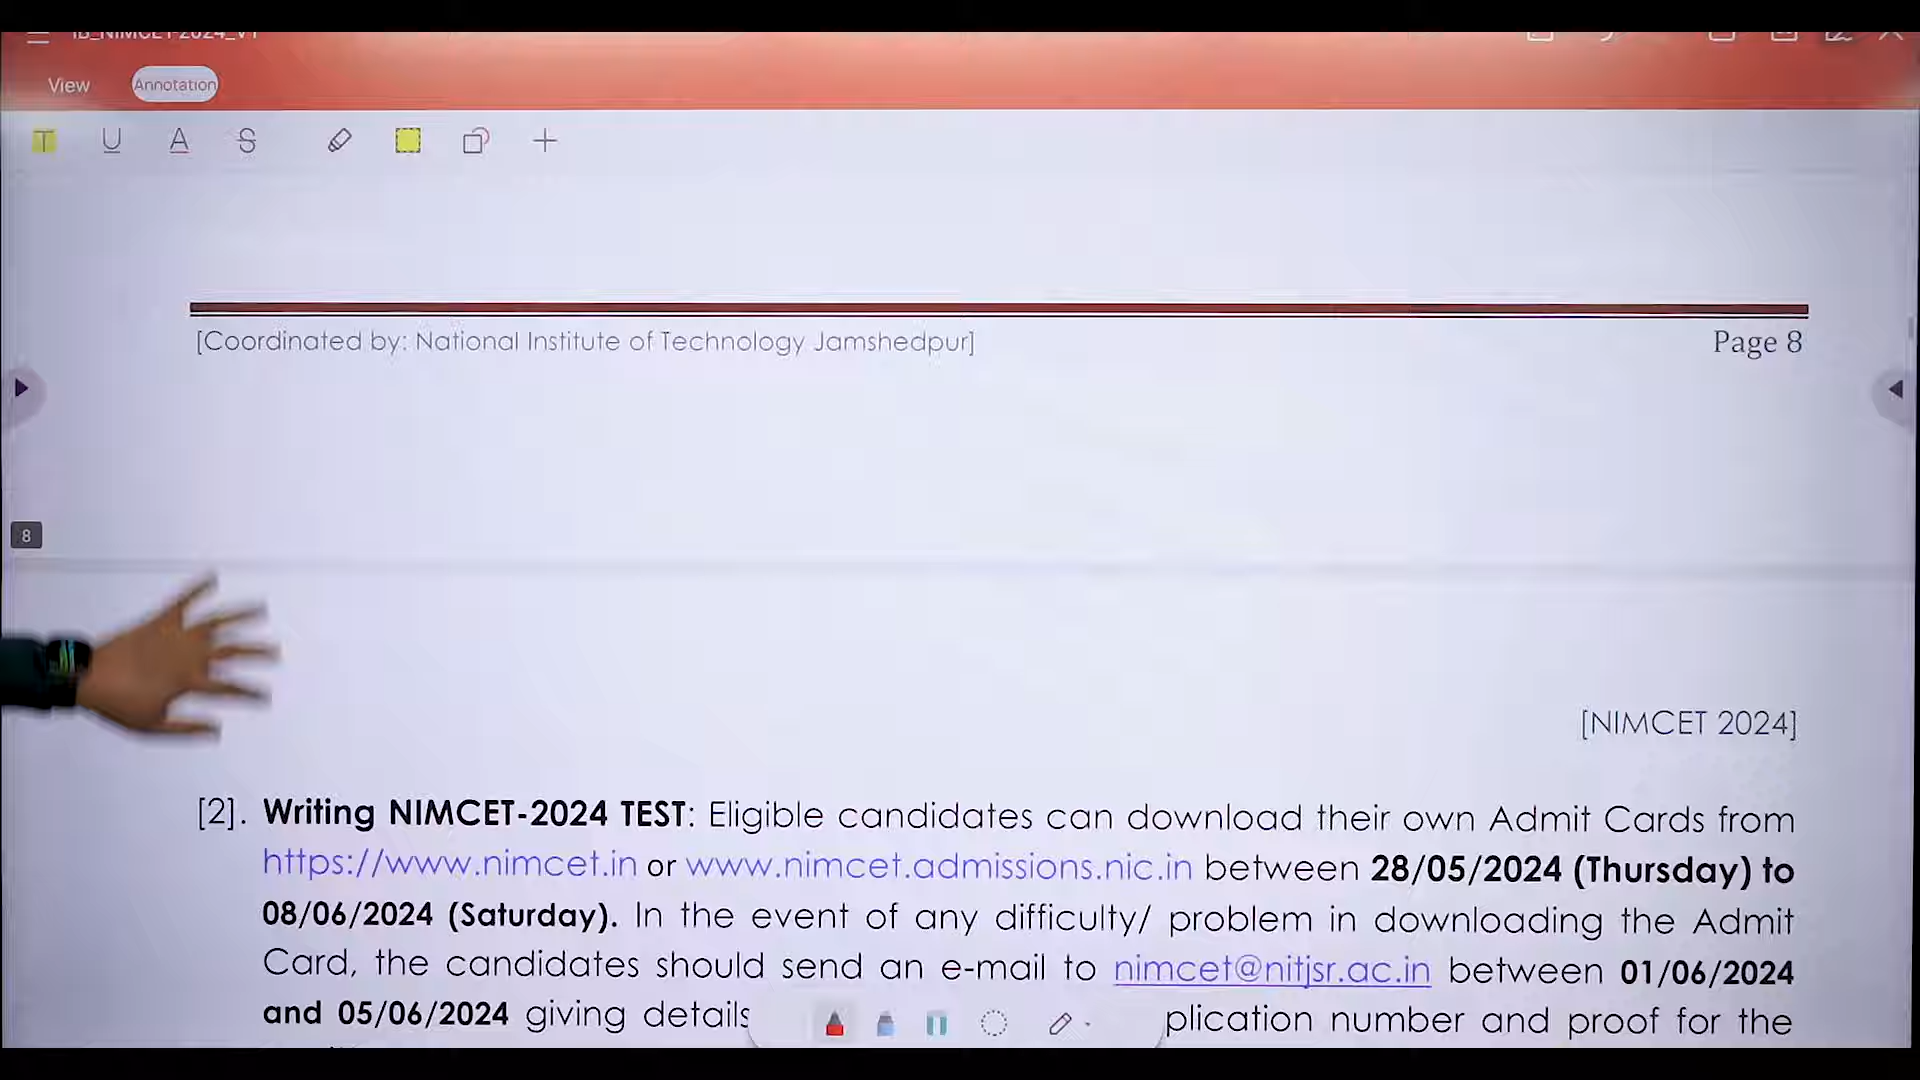 IB_NIMCET-2024_V1
View Annotation
T U A S
[Coordinated by: National Institute of Technology Jamshedpur] Page 8
8
[NIMCET 2024]
[2]. Writing NIMCET-2024 TEST: Eligible candidates can download their own Admit Cards from
https://www.nimcet.in or www.nimcet.admissions.nic.in between 28/05/2024 (Thursday) to
08/06/2024 (Saturday). In the event of any difficulty/ problem in downloading the Admit
Card, the candidates should send an e-mail to nimcet@nitjsr.ac.in between 01/06/2024
and 05/06/2024 giving details plication number and proof for the